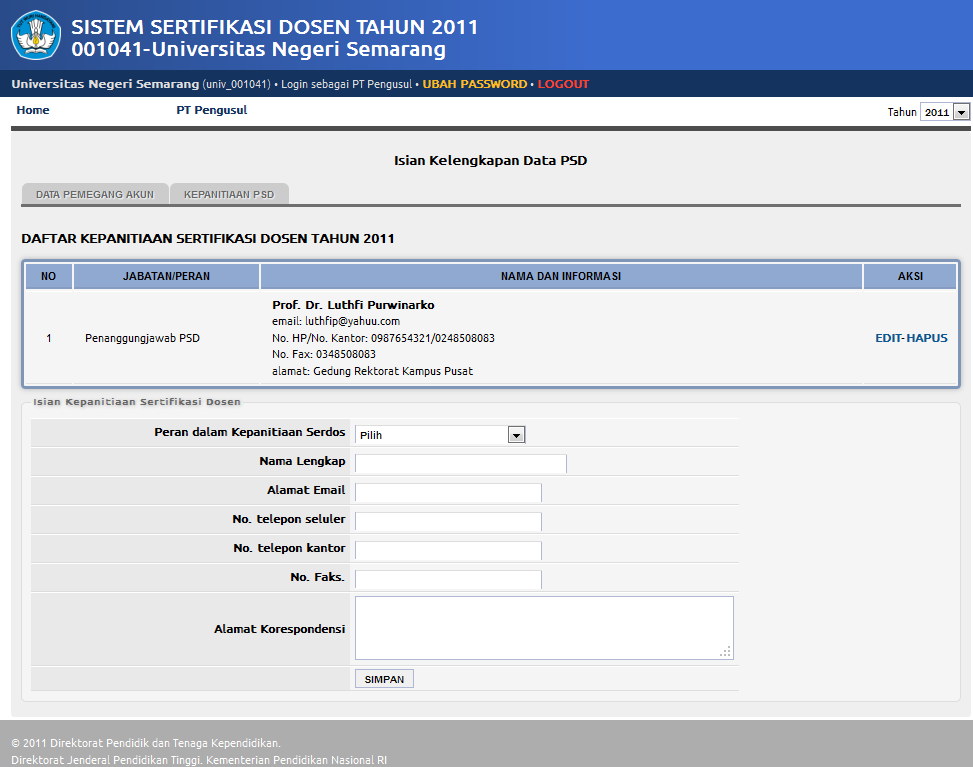 SISTEM SERTIFIKASI DOSEN TAHUN 2011
001041-Universitas Negeri Semarang
Universitas Negeri Semarang (univ_001041) • Login sebagai PT Pengusul • UBAH PASSWORD • LOGOUT
Home PT Pengusul Tahun 2011
Isian Kelengkapan Data PSD
DATA PEMEGANG AKUN KEPANITIAAN PSD
DAFTAR KEPANITIAAN SERTIFIKASI DOSEN TAHUN 2011
NO JABATAN/PERAN NAMA DAN INFORMASI AKSI
Prof. Dr. Luthfi Purwinarko
email: luthfip@yahuu.com
1 Penanggungjawab PSD No. HP/No. Kantor: 0987654321/0248508083 EDIT-HAPUS
No. Fax: 0348508083
alamat: Gedung Rektorat Kampus Pusat
Isian Kepanitiaan Sertifikasi Dosen
Peran dalam Kepanitiaan Serdos Pilih
Nama Lengkap
Alamat Email
No. telepon seluler
No. telepon kantor
No. Faks.
Alamat Korespondensi
SIMPAN
© 2011 Direktorat Pendidik dan Tenaga Kependidikan.
Direktorat Jenderal Pendidikan Tinggi. Kementerian Pendidikan Nasional RI